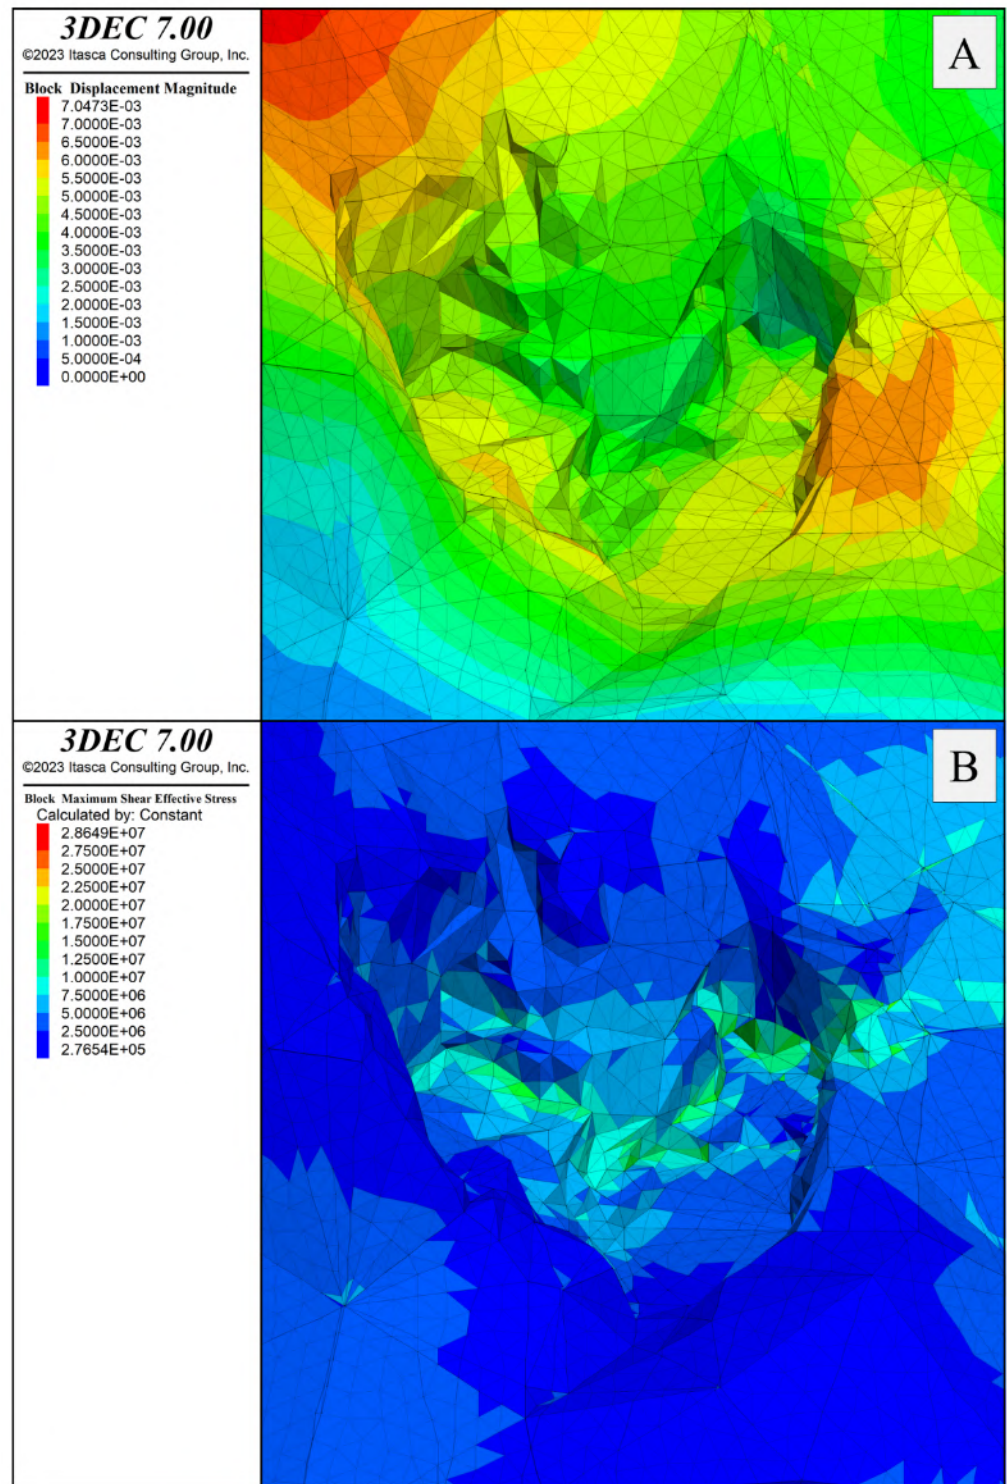 3DEC 7.00
©2023 Itasca Consulting Group, Inc.
Block Displacement Magnitude
7.0473E-03
7.0000E-03
6.5000E-03
6.0000E-03
5.5000E-03
5.0000E-03
4.5000E-03
4.0000E-03
3.5000E-03
3.0000E-03
2.5000E-03
2.0000E-03
1.5000E-03
1.0000E-03
5.0000E-04
0.0000E+00
A
3DEC 7.00
©2023 Itasca Consulting Group, Inc.
Block Maximum Shear Effective Stress
Calculated by: Constant
2.8649E+07
2.7500E+07
2.5000E+07
2.2500E+07
2.0000E+07
1.7500E+07
1.5000E+07
1.2500E+07
1.0000E+07
7.5000E+06
5.0000E+06
2.5000E+06
2.7654E+05
B